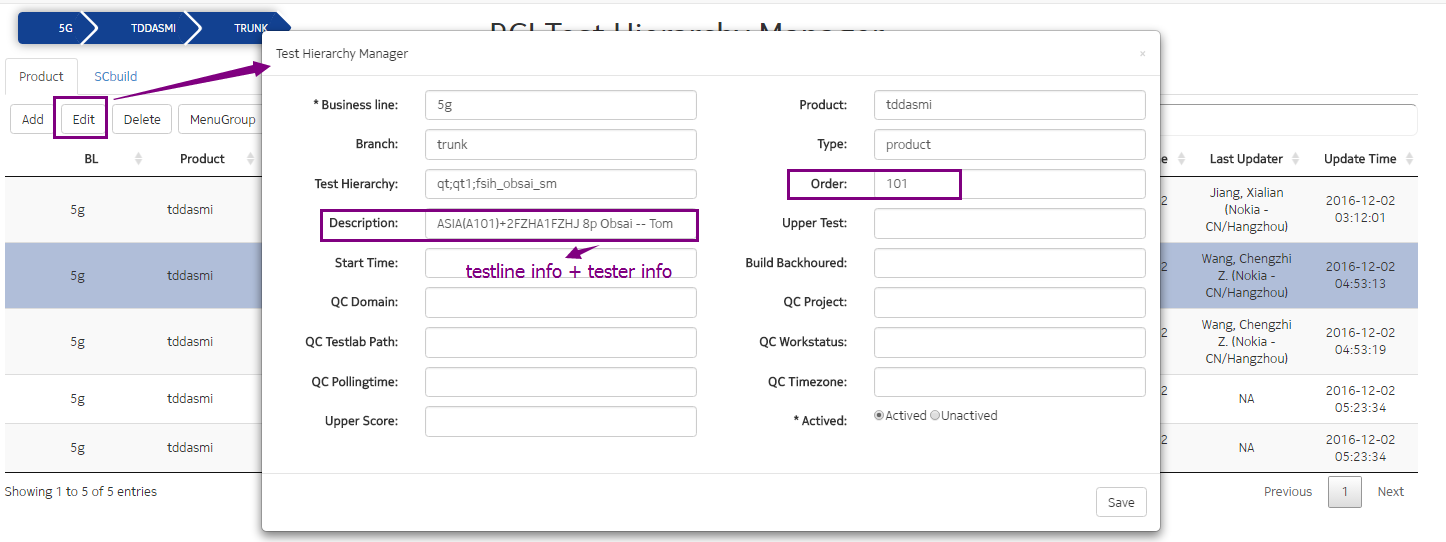 5G TDDASMI TRUNK
PCI Test Hierarchy Manager
Test Hierarchy Manager ×
Product SCbuild
Add Edit Delete MenuGroup
* Business line: 5g Product: tddasmi
Branch: trunk Type: product
Test Hierarchy: qt;qt1;fsih_obsai_sm Order: 101
Description: ASIA(A101)+2FZHA1FZHJ 8p Obsai -- Tom Upper Test:
testline info + tester info
Start Time: Build Backhoured:
QC Domain: QC Project:
QC Testlab Path: QC Workstatus:
QC Pollingtime: QC Timezone:
Upper Score: * Actived: Actived Unactived
Save
BL Product e Last Updater Update Time
5g tddasmi 2 Jiang, Xialian (Nokia - CN/Hangzhou) 2016-12-02 03:12:01
5g tddasmi 2 Wang, Chengzhi Z. (Nokia - CN/Hangzhou) 2016-12-02 04:53:13
5g tddasmi 2 Wang, Chengzhi Z. (Nokia - CN/Hangzhou) 2016-12-02 04:53:19
5g tddasmi 2 NA 2016-12-02 05:23:34
5g tddasmi 2 NA 2016-12-02 05:23:34
Showing 1 to 5 of 5 entries
Previous 1 Next